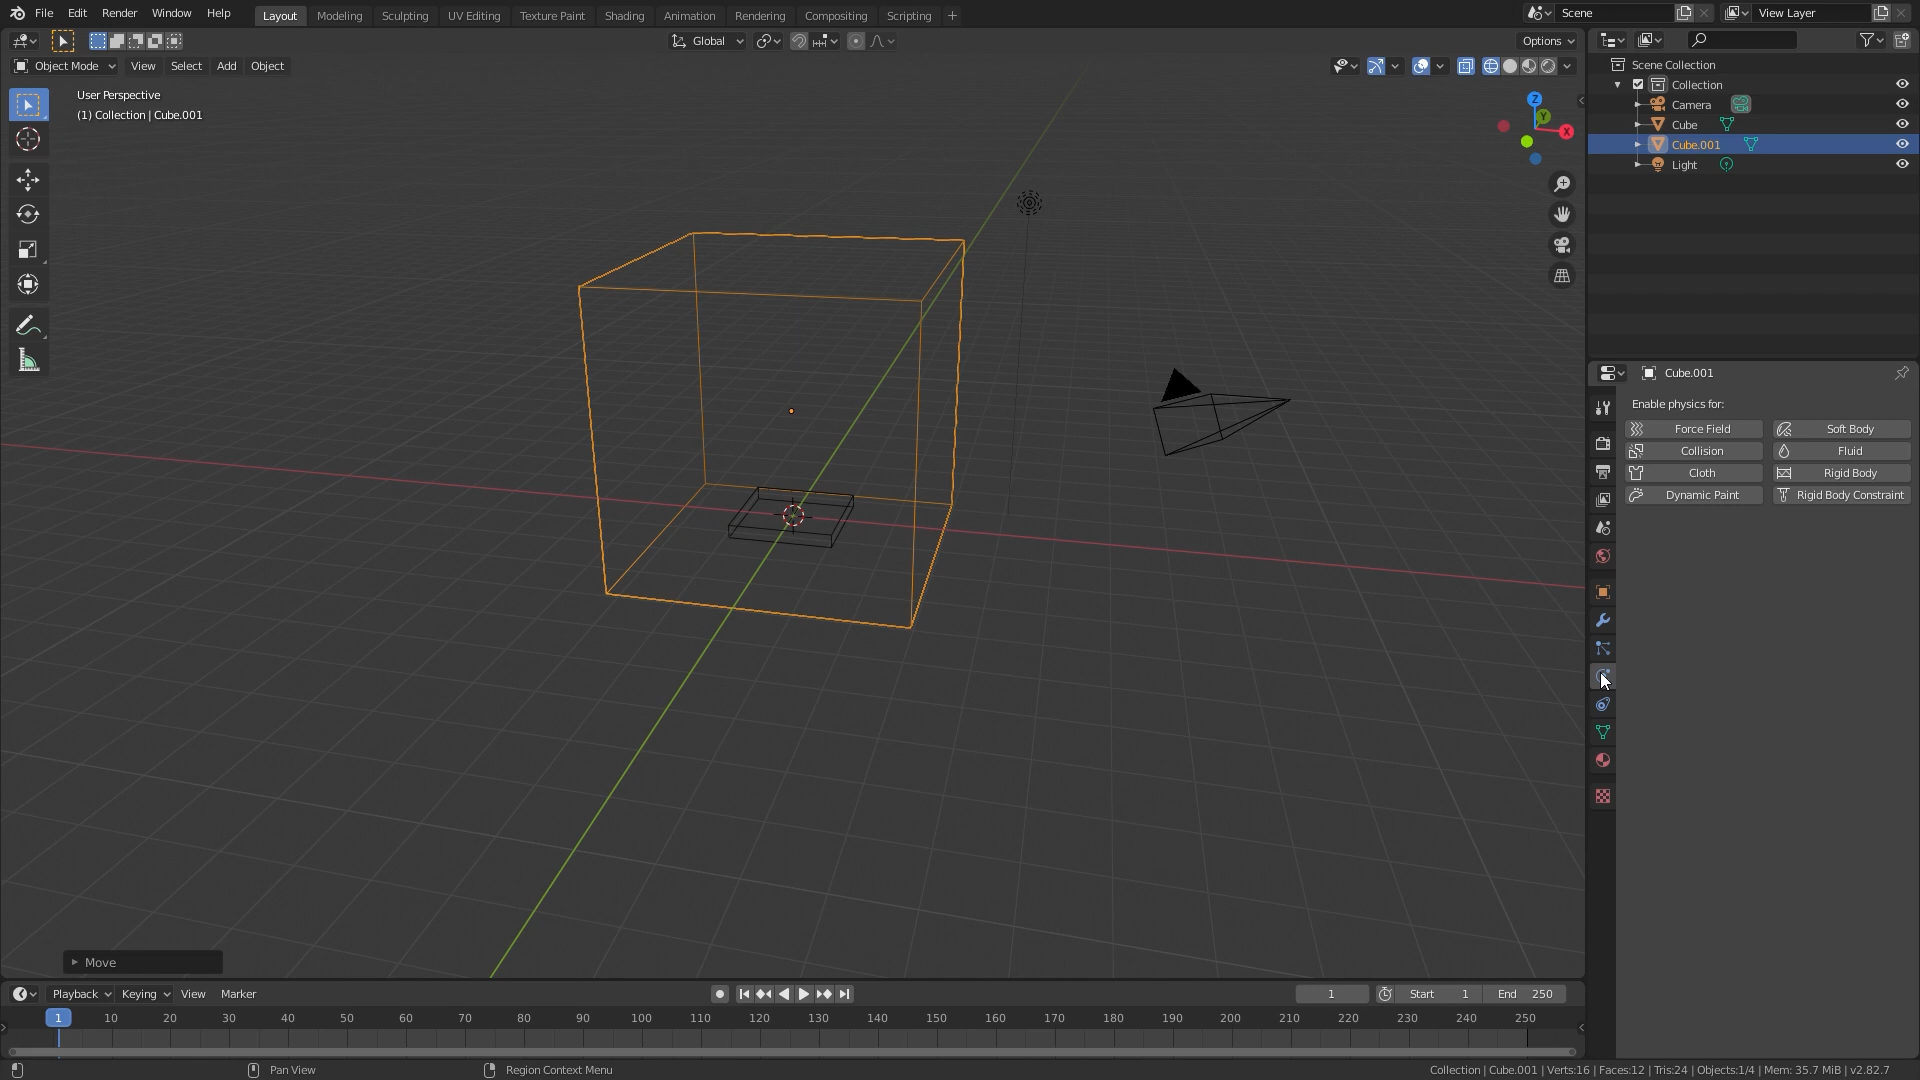 File Edit Render Window Help Layout Modeling Sculpting UV Editing Texture Paint Shading Animation Rendering Compositing Scripting + Scene View Layer
Global Options
Object Mode View Select Add Object
User Perspective
(1) Collection | Cube.001
Z
Y
X
Scene Collection
Collection
Camera
Cube
Cube.001
Light
Cube.001
Enable physics for:
Force Field Soft Body
Collision Fluid
Cloth Rigid Body
Dynamic Paint Rigid Body Constraint
Move
Playback Keying View Marker 1 Start 1 End 250
1 10 20 30 40 50 60 70 80 90 100 110 120 130 140 150 160 170 180 190 200 210 220 230 240 250
Pan View Region Context Menu Collection | Cube.001 | Verts:16 | Faces:12 | Tris:24 | Objects:1/4 | Mem: 35.7 MiB | v2.82.7